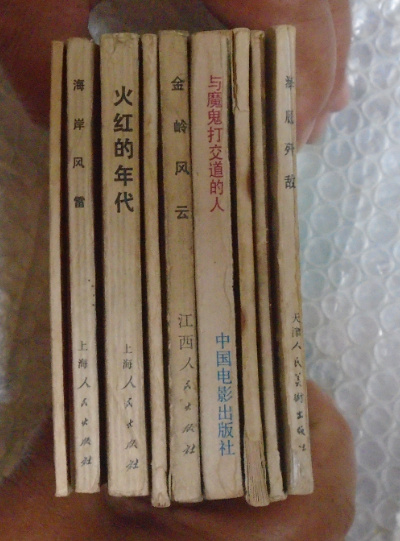 海岸风雷
上海人民出版社
火红的年代
上海人民出版社
金岭风云
江西人民出版社
与魔鬼打交道的人
中国电影出版社
歼敌
天津人民美術出版社